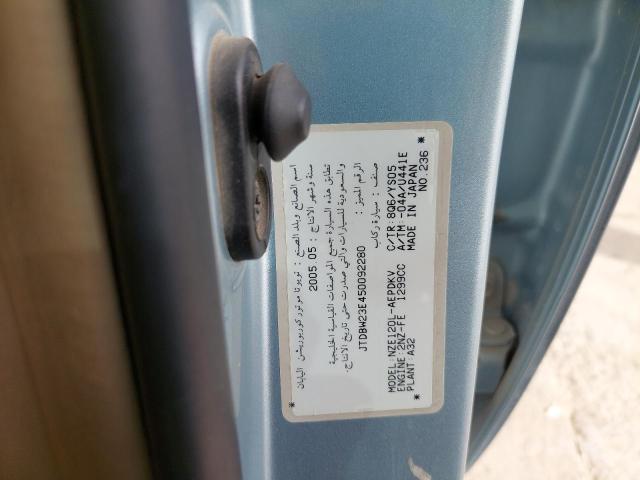 اسم الصانع وبلد الصنع : تويوتا موتور كوربوريشن اليابان
سنة وشهر الانتاج : 2005.05
تطابق هذه السيارة جميع المواصفات القياسية الخليجية
والسعودية للسيارات والتي صدرت حتى تاريخ الانتاج.
الرقم المميز : JTDBW23E450092280
صنف : سيارة ركاب
MODEL:NZE120L-AEPDKV C/TR:8Q6/YS05
ENGINE:2NZ-FE 1299CC A/TM:-04A/U441E
PLANT:A32 MADE IN JAPAN
* NO.236 *